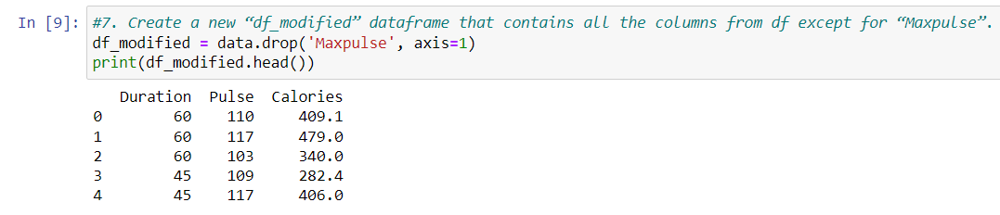 In [9]: #7. Create a new “df_modified” dataframe that contains all the columns from df except for “Maxpulse”.
df_modified = data.drop('Maxpulse', axis=1)
print(df_modified.head())
Duration Pulse Calories
0 60 110 409.1
1 60 117 479.0
2 60 103 340.0
3 45 109 282.4
4 45 117 406.0